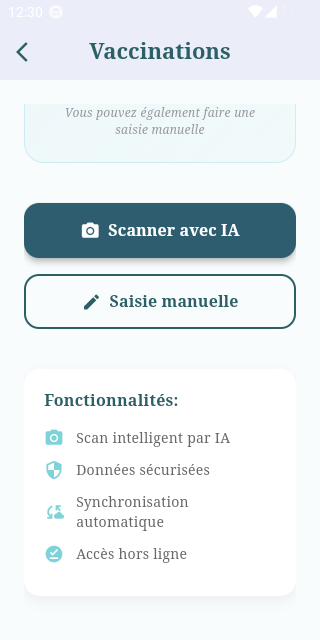 12:30
Vaccinations
Vous pouvez également faire une
saisie manuelle
Scanner avec IA
Saisie manuelle
Fonctionnalités:
Scan intelligent par IA
Données sécurisées
Synchronisation
automatique
Accès hors ligne